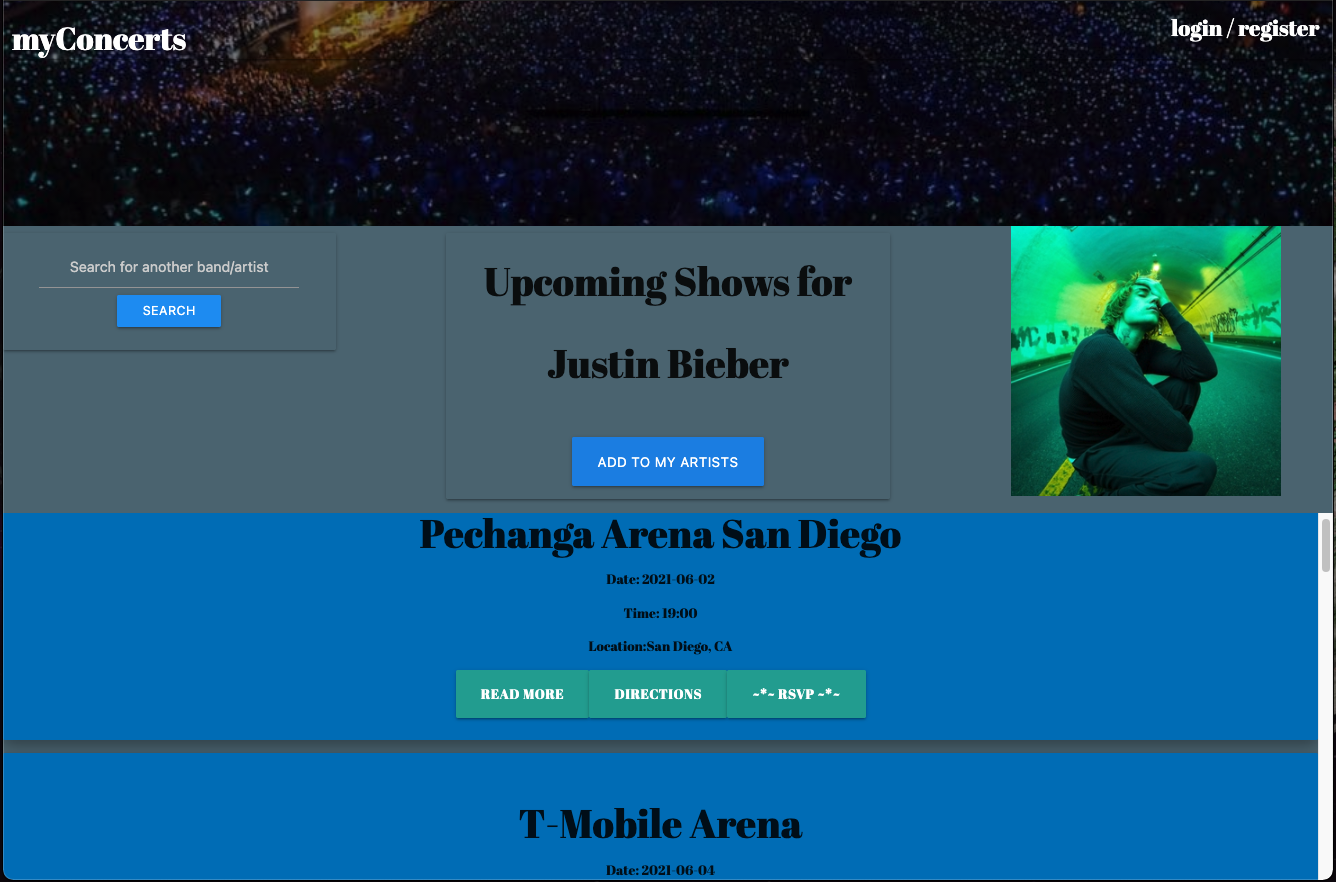 myConcerts
login / register
Search for another band/artist
SEARCH
Upcoming Shows for
Justin Bieber
ADD TO MY ARTISTS
Pechanga Arena San Diego
Date: 2021-06-02
Time: 19:00
Location:San Diego, CA
READ MORE
DIRECTIONS
~*~ RSVP ~*~
T-Mobile Arena
Date: 2021-06-04